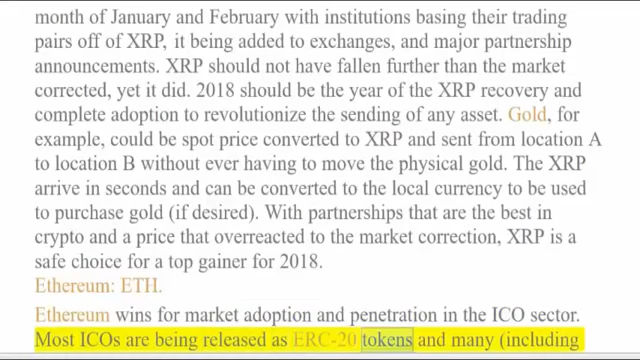 month of January and February with institutions basing their trading
pairs off of XRP, it being added to exchanges, and major partnership
announcements. XRP should not have fallen further than the market
corrected, yet it did. 2018 should be the year of the XRP recovery and
complete adoption to revolutionize the sending of any asset. Gold, for
example, could be spot price converted to XRP and sent from location A
to location B without ever having to move the physical gold. The XRP
arrive in seconds and can be converted to the local currency to be used
to purchase gold (if desired). With partnerships that are the best in
crypto and a price that overreacted to the market correction, XRP is a
safe choice for a top gainer for 2018.
Ethereum: ETH.
Ethereum wins for market adoption and penetration in the ICO sector.
Most ICOs are being released as ERC-20 tokens and many (including